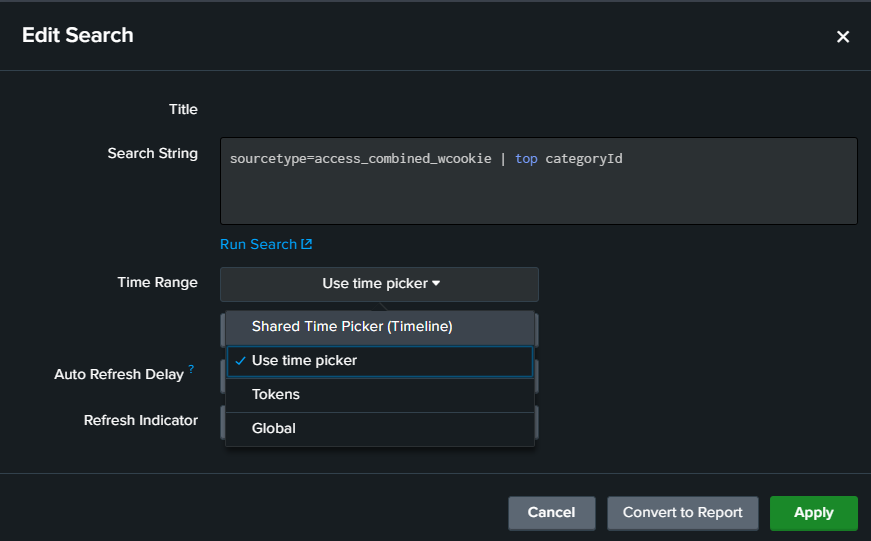 Edit Search
Title
Search String
sourcetype=access_combined_wcookie | top categoryId
Run Search
Time Range
Use time picker
Shared Time Picker (Timeline)
Use time picker
Auto Refresh Delay ?
Tokens
Refresh Indicator
Global
Cancel
Convert to Report
Apply